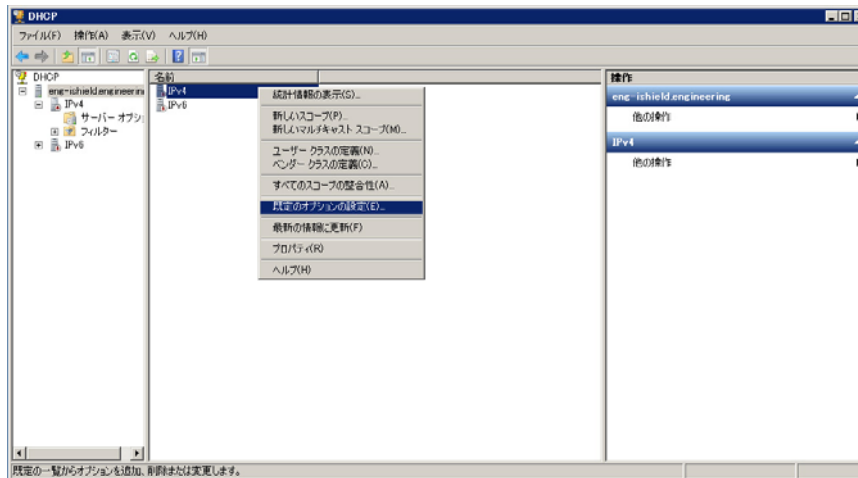 DHCP
ファイル(F) 操作(A) 表示(V) ヘルプ(H)
DHCP
eng-ishield.engineerin
IPv4
サーバー オプシ
フィルター
IPv6
名前
IPv4
IPv6
統計情報の表示(S)...
新しいスコープ(P)...
新しいマルチキャスト スコープ(M)...
ユーザー クラスの定義(N)...
ベンダー クラスの定義(C)...
すべてのスコープの整合性(A)...
既定のオプションの設定(E)...
最新の情報に更新(F)
プロパティ(R)
ヘルプ(H)
操作
eng-ishield.engineering
他の操作
IPv4
他の操作
既定の一覧からオプションを追加、削除または変更します。